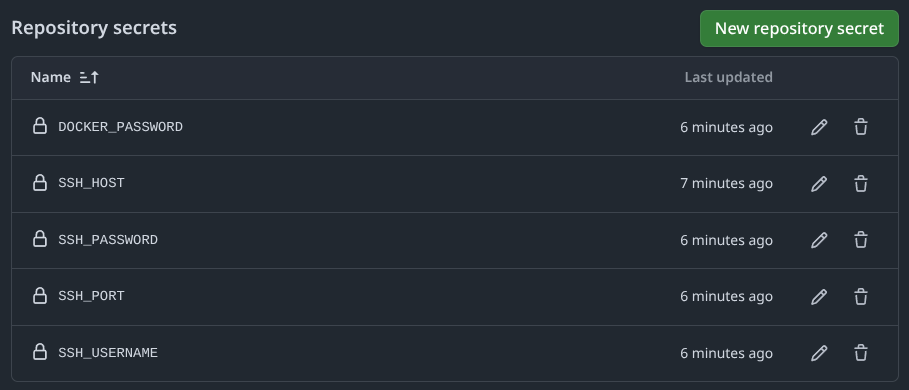 Repository secrets
New repository secret
Name Last updated
DOCKER_PASSWORD 6 minutes ago
SSH_HOST 7 minutes ago
SSH_PASSWORD 6 minutes ago
SSH_PORT 6 minutes ago
SSH_USERNAME 6 minutes ago